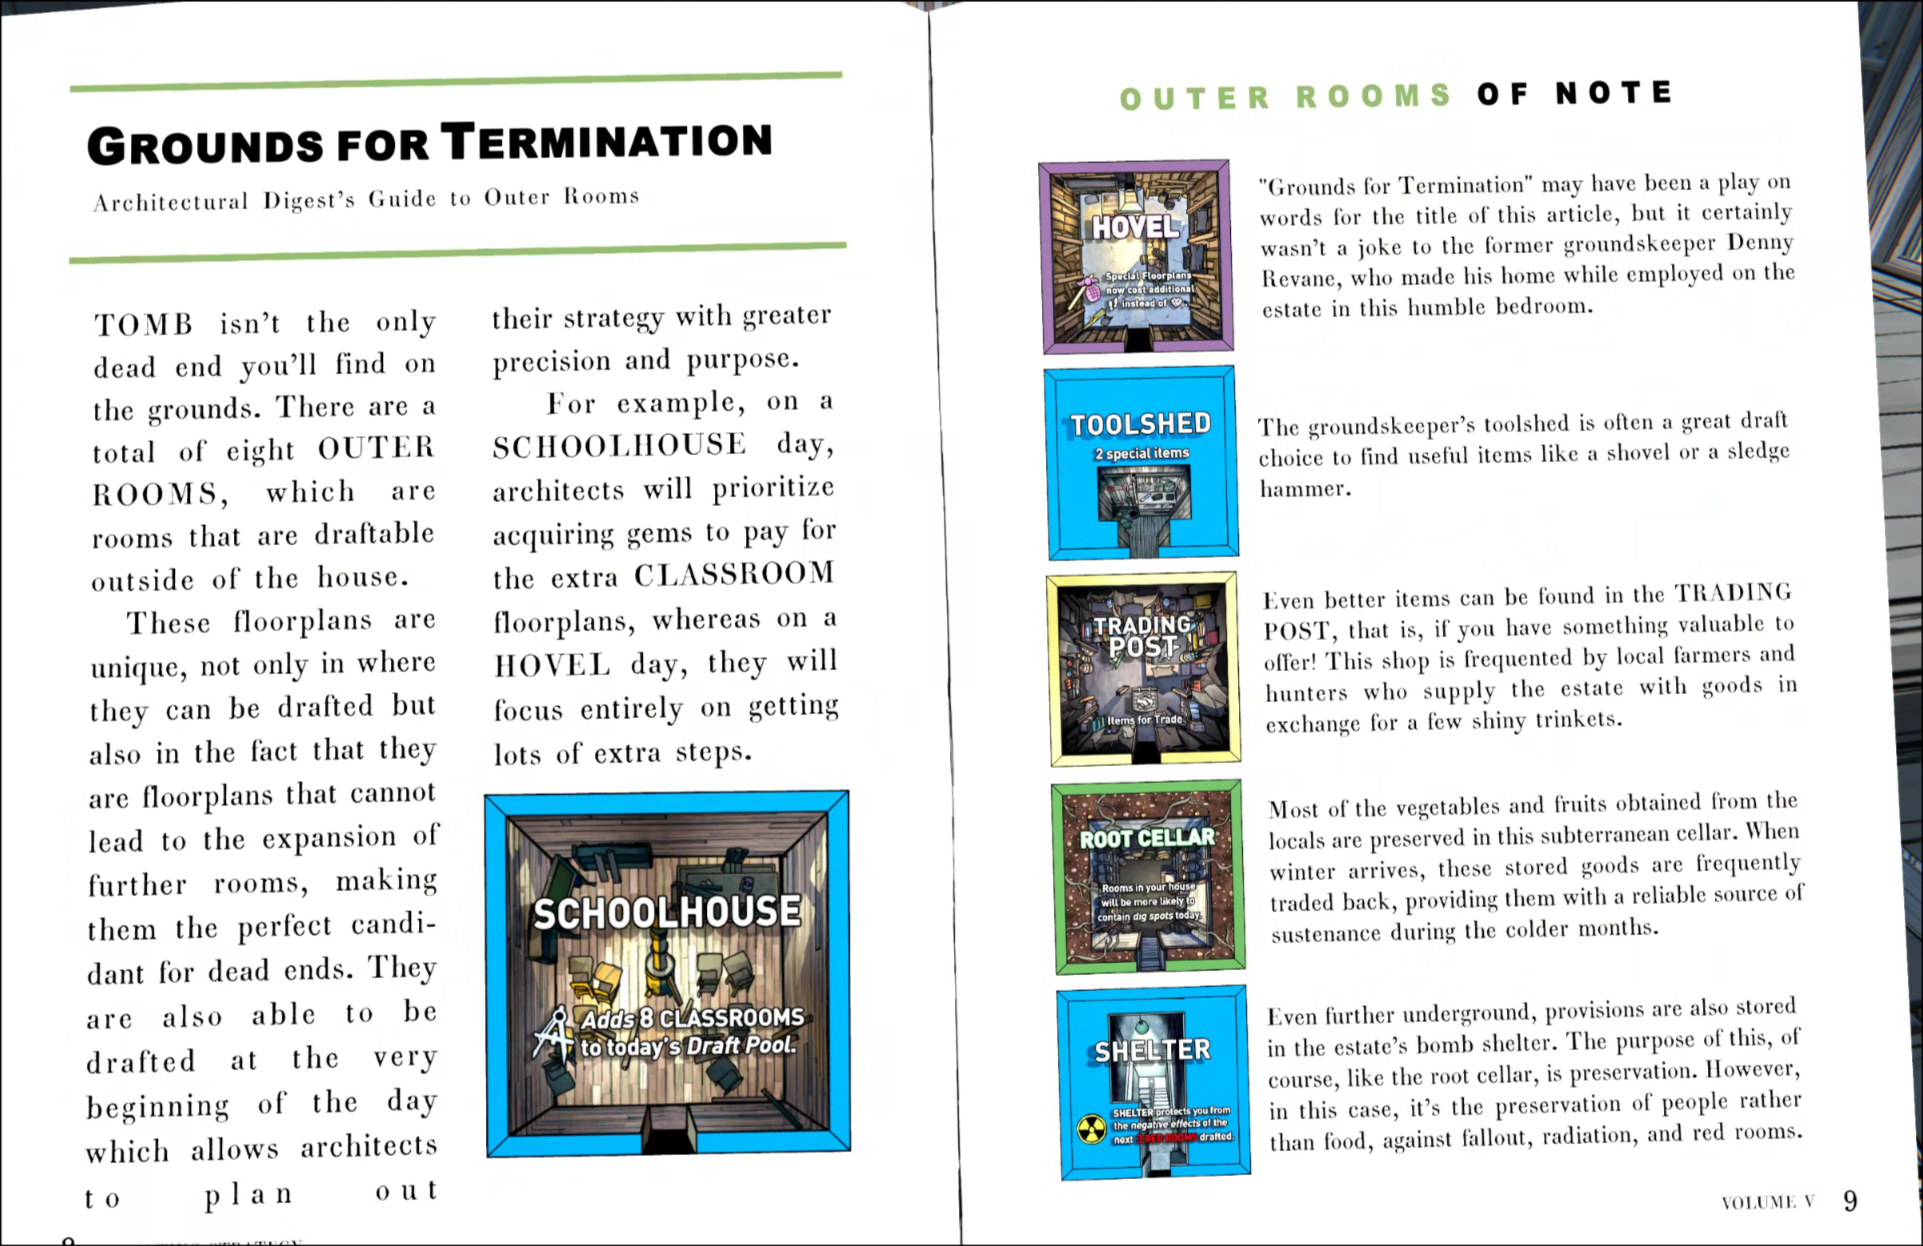 GROUNDS FOR TERMINATION
Architectural Digest's Guide to Outer Rooms
TOMB isn't the only
dead end you'll find on
the grounds. There are a
total of eight OUTER
ROOMS, which are
rooms that are draftable
outside of the house.
These floorplans are
unique, not only in where
they can be drafted but
also in the fact that they
are floorplans that cannot
lead to the expansion of
further rooms, making
them the perfect candi-
dant for dead ends. They
are also able to be
drafted at the very
beginning of the day
which allows architects
to plan out
their strategy with greater
precision and purpose.
For example, on a
SCHOOLHOUSE day,
architects will prioritize
acquiring gems to pay for
the extra CLASSROOM
floorplans, whereas on a
HOVEL day, they will
focus entirely on getting
lots of extra steps.
SCHOOLHOUSE
Adds 8 CLASSROOMS
to today's Draft Pool.
OUTER ROOMS OF NOTE
HOVEL
Special Floorplans
now cost additional
instead of
"Grounds for Termination" may have been a play on
words for the title of this article, but it certainly
wasn't a joke to the former groundskeeper Denny
Revane, who made his home while employed on the
estate in this humble bedroom.
TOOLSHED
2 special items
The groundskeeper's toolshed is often a great draft
choice to find useful items like a shovel or a sledge
hammer.
TRADING
POST
Items for Trade
Even better items can be found in the TRADING
POST, that is, if you have something valuable to
offer! This shop is frequented by local farmers and
hunters who supply the estate with goods in
exchange for a few shiny trinkets.
ROOT CELLAR
Rooms in your house
will be more likely to
contain dig spots today.
Most of the vegetables and fruits obtained from the
locals are preserved in this subterranean cellar. When
winter arrives, these stored goods are frequently
traded back, providing them with a reliable source of
sustenance during the colder months.
SHELTER
SHELTER protects you from
the negative effects of the
next 3 RED ROOMS drafted.
Even further underground, provisions are also stored
in the estate's bomb shelter. The purpose of this, of
course, like the root cellar, is preservation. However,
in this case, it's the preservation of people rather
than food, against fallout, radiation, and red rooms.
VOLUME V 9